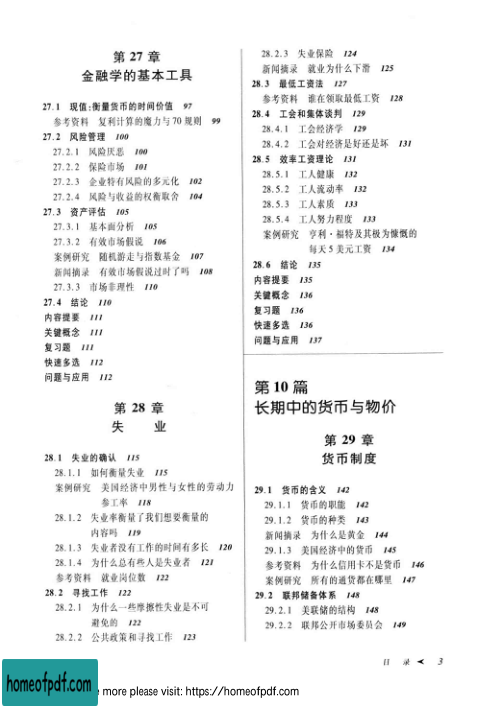 第 27 章
金融学的基本工具
27.1 现值:衡量货币的时间价值 97
参考资料 复利计算的魔力与 70 规则 99
27.2 风险管理 100
27.2.1 风险厌恶 100
27.2.2 保险市场 101
27.2.3 企业特有风险的多元化 102
27.2.4 风险与收益的权衡取舍 104
27.3 资产评估 105
27.3.1 基本面分析 105
27.3.2 有效市场假说 106
案例研究 随机游走与指数基金 107
新闻摘录 有效市场假说过时了吗 108
27.3.3 市场非理性 110
27.4 结论 110
内容提要 111
关键概念 111
复习题 111
快速多选 112
问题与应用 112
第 28 章
失 业
28.1 失业的确认 115
28.1.1 如何衡量失业 115
案例研究 美国经济中男性与女性的劳动力
参工率 118
28.1.2 失业率衡量了我们想要衡量的
内容吗 119
28.1.3 失业者没有工作的时间有多长 120
28.1.4 为什么总有些人是失业者 121
参考资料 就业岗位数 122
28.2 寻找工作 122
28.2.1 为什么一些摩擦性失业是不可
避免的 122
28.2.2 公共政策和寻找工作 123
28.2.3 失业保险 124
新闻摘录 就业为什么下滑 125
28.3 最低工资法 127
参考资料 谁在领取最低工资 128
28.4 工会和集体谈判 129
28.4.1 工会经济学 129
28.4.2 工会对经济是好还是坏 131
28.5 效率工资理论 131
28.5.1 工人健康 132
28.5.2 工人流动率 132
28.5.3 工人素质 133
28.5.4 工人努力程度 133
案例研究 亨利·福特及其极为慷慨的
每天 5 美元工资 134
28.6 结论 135
内容提要 135
关键概念 136
复习题 136
快速多选 136
问题与应用 137
第 10 篇
长期中的货币与物价
第 29 章
货币制度
29.1 货币的含义 142
29.1.1 货币的职能 142
29.1.2 货币的种类 143
新闻摘录 为什么是黄金 144
29.1.3 美国经济中的货币 145
参考资料 为什么信用卡不是货币 146
案例研究 所有的通货都在哪里 147
29.2 联邦储备体系 148
29.2.1 美联储的结构 148
29.2.2 联邦公开市场委员会 149
目 录 3
homeofpdf.com
more please visit: https://homeofpdf.com